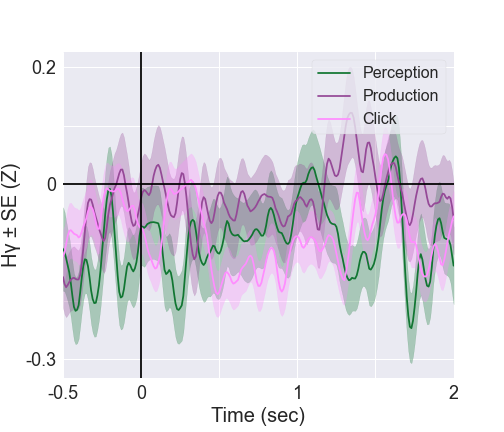 Hγ ± SE (Z)
0.2
0
-0.3
Perception
Production
Click
-0.5
0
1
2
Time (sec)